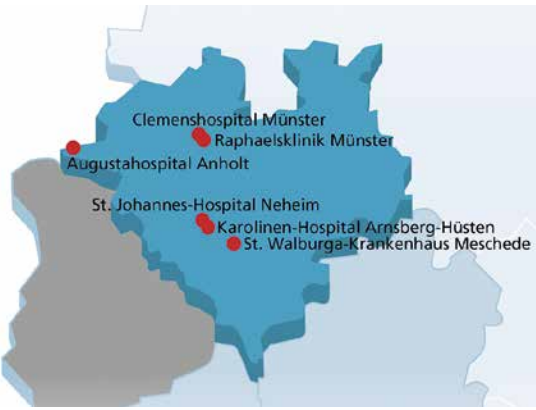 Clemenshospital Münster
Raphaelsklinik Münster
Augustahospital Anholt
St. Johannes-Hospital Neheim
Karolinen-Hospital Arnsberg-Hüsten
St. Walburga-Krankenhaus Meschede